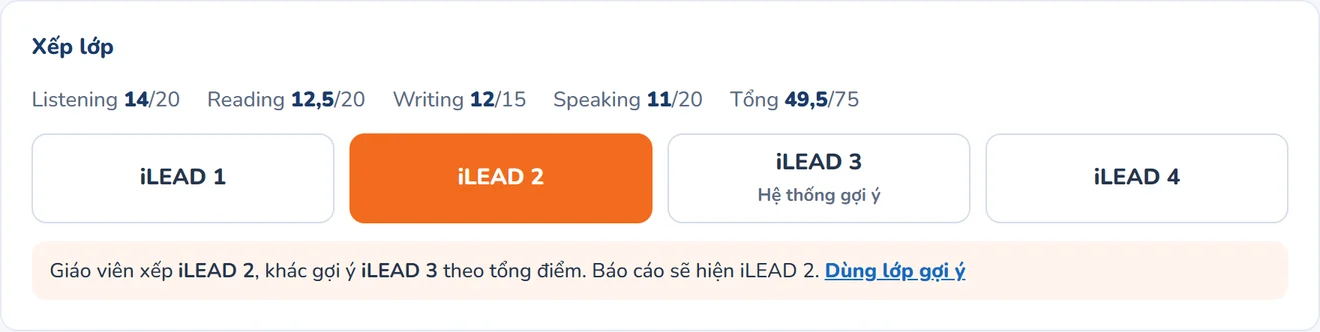 Xếp lớp
Listening 14/20 Reading 12,5/20 Writing 12/15 Speaking 11/20 Tổng 49,5/75
iLEAD 1
iLEAD 2
iLEAD 3
Hệ thống gợi ý
iLEAD 4
Giáo viên xếp iLEAD 2, khác gợi ý iLEAD 3 theo tổng điểm. Báo cáo sẽ hiện iLEAD 2. Dùng lớp gợi ý